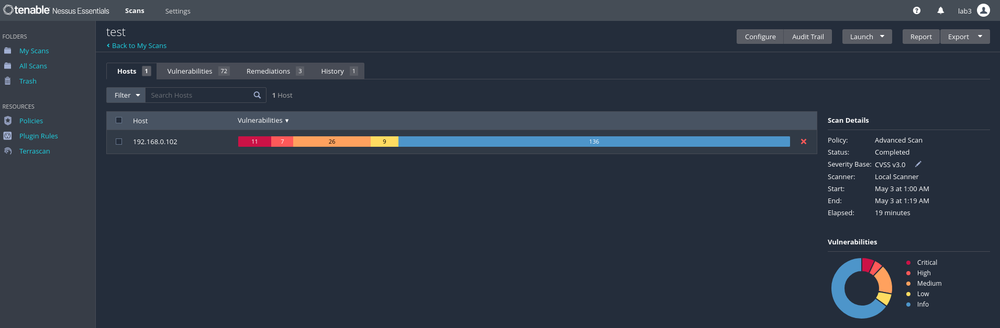 tenable Nessus Essentials Scans Settings lab3
FOLDERS
My Scans
All Scans
Trash
RESOURCES
Policies
Plugin Rules
Terrascan
test
Back to My Scans
Configure Audit Trail Launch Report Export
Hosts 1 Vulnerabilities 72 Remediations 3 History 1
Filter Search Hosts 1 Host
Host Vulnerabilities
192.168.0.102 11 7 26 9 136
Scan Details
Policy: Advanced Scan
Status: Completed
Severity Base: CVSS v3.0
Scanner: Local Scanner
Start: May 3 at 1:00 AM
End: May 3 at 1:19 AM
Elapsed: 19 minutes
Vulnerabilities
Critical
High
Medium
Low
Info